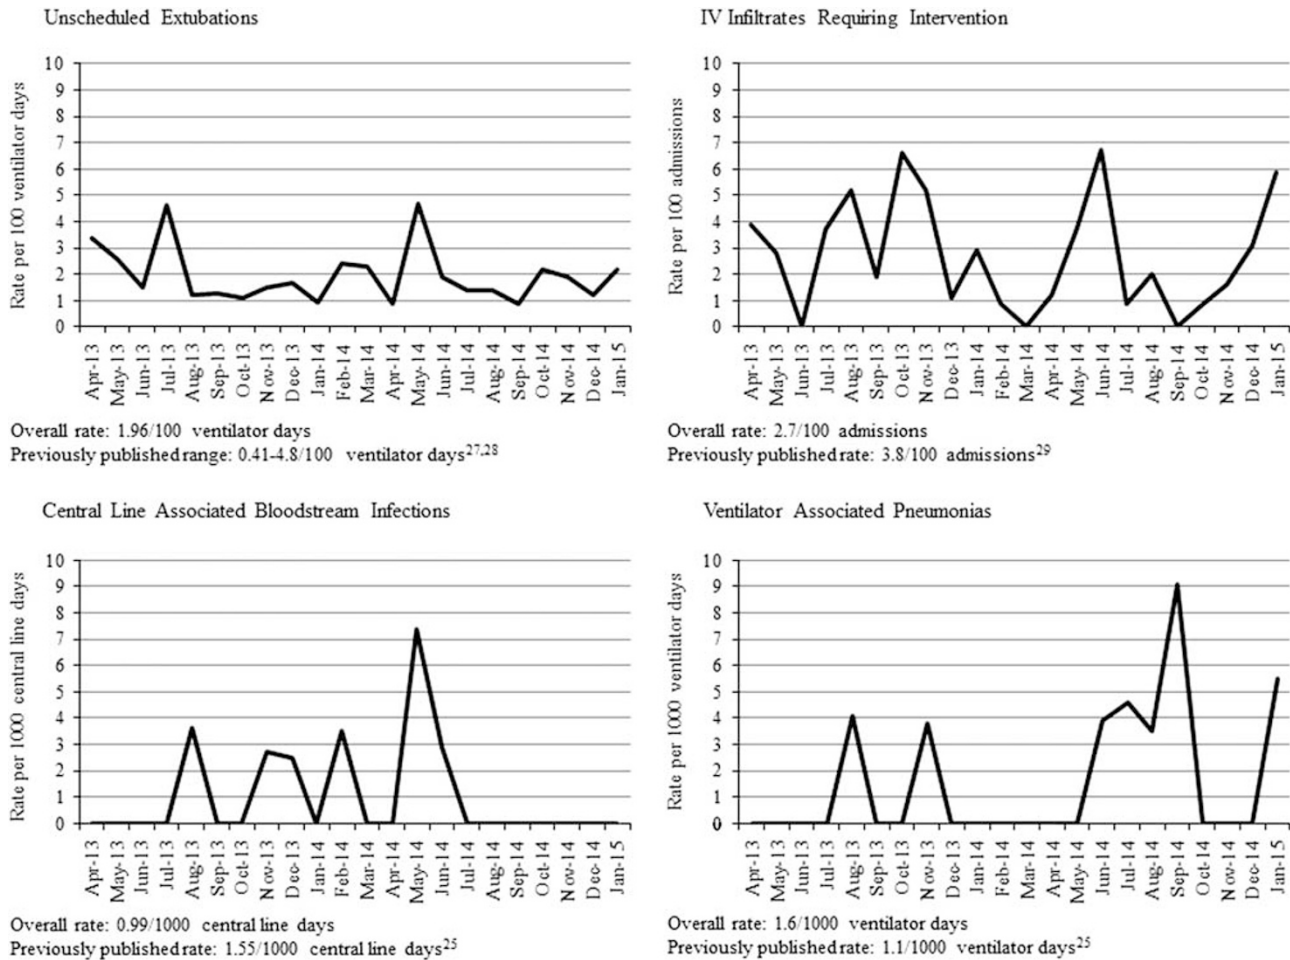 Unscheduled Extubations
Rate per 100 ventilator days
10
9
8
7
6
5
4
3
2
1
0
Apr-13
May-13
Jun-13
Jul-13
Aug-13
Sep-13
Oct-13
Nov-13
Dec-13
Jan-14
Feb-14
Mar-14
Apr-14
May-14
Jun-14
Jul-14
Aug-14
Sep-14
Oct-14
Nov-14
Dec-14
Jan-15
Overall rate: 1.96/100 ventilator days
Previously published range: 0.41-4.8/100 ventilator days27,28
IV Infiltrates Requiring Intervention
Rate per 100 admissions
10
9
8
7
6
5
4
3
2
1
0
Apr-13
May-13
Jun-13
Jul-13
Aug-13
Sep-13
Oct-13
Nov-13
Dec-13
Jan-14
Feb-14
Mar-14
Apr-14
May-14
Jun-14
Jul-14
Aug-14
Sep-14
Oct-14
Nov-14
Dec-14
Jan-15
Overall rate: 2.7/100 admissions
Previously published rate: 3.8/100 admissions29
Central Line Associated Bloodstream Infections
Rate per 1000 central line days
10
9
8
7
6
5
4
3
2
1
0
Apr-13
May-13
Jun-13
Jul-13
Aug-13
Sep-13
Oct-13
Nov-13
Dec-13
Jan-14
Feb-14
Mar-14
Apr-14
May-14
Jun-14
Jul-14
Aug-14
Sep-14
Oct-14
Nov-14
Dec-14
Jan-15
Overall rate: 0.99/1000 central line days
Previously published rate: 1.55/1000 central line days25
Ventilator Associated Pneumonias
Rate per 1000 ventilator days
10
9
8
7
6
5
4
3
2
1
0
Apr-13
May-13
Jun-13
Jul-13
Aug-13
Sep-13
Oct-13
Nov-13
Dec-13
Jan-14
Feb-14
Mar-14
Apr-14
May-14
Jun-14
Jul-14
Aug-14
Sep-14
Oct-14
Nov-14
Dec-14
Jan-15
Overall rate: 1.6/1000 ventilator days
Previously published rate: 1.1/1000 ventilator days25